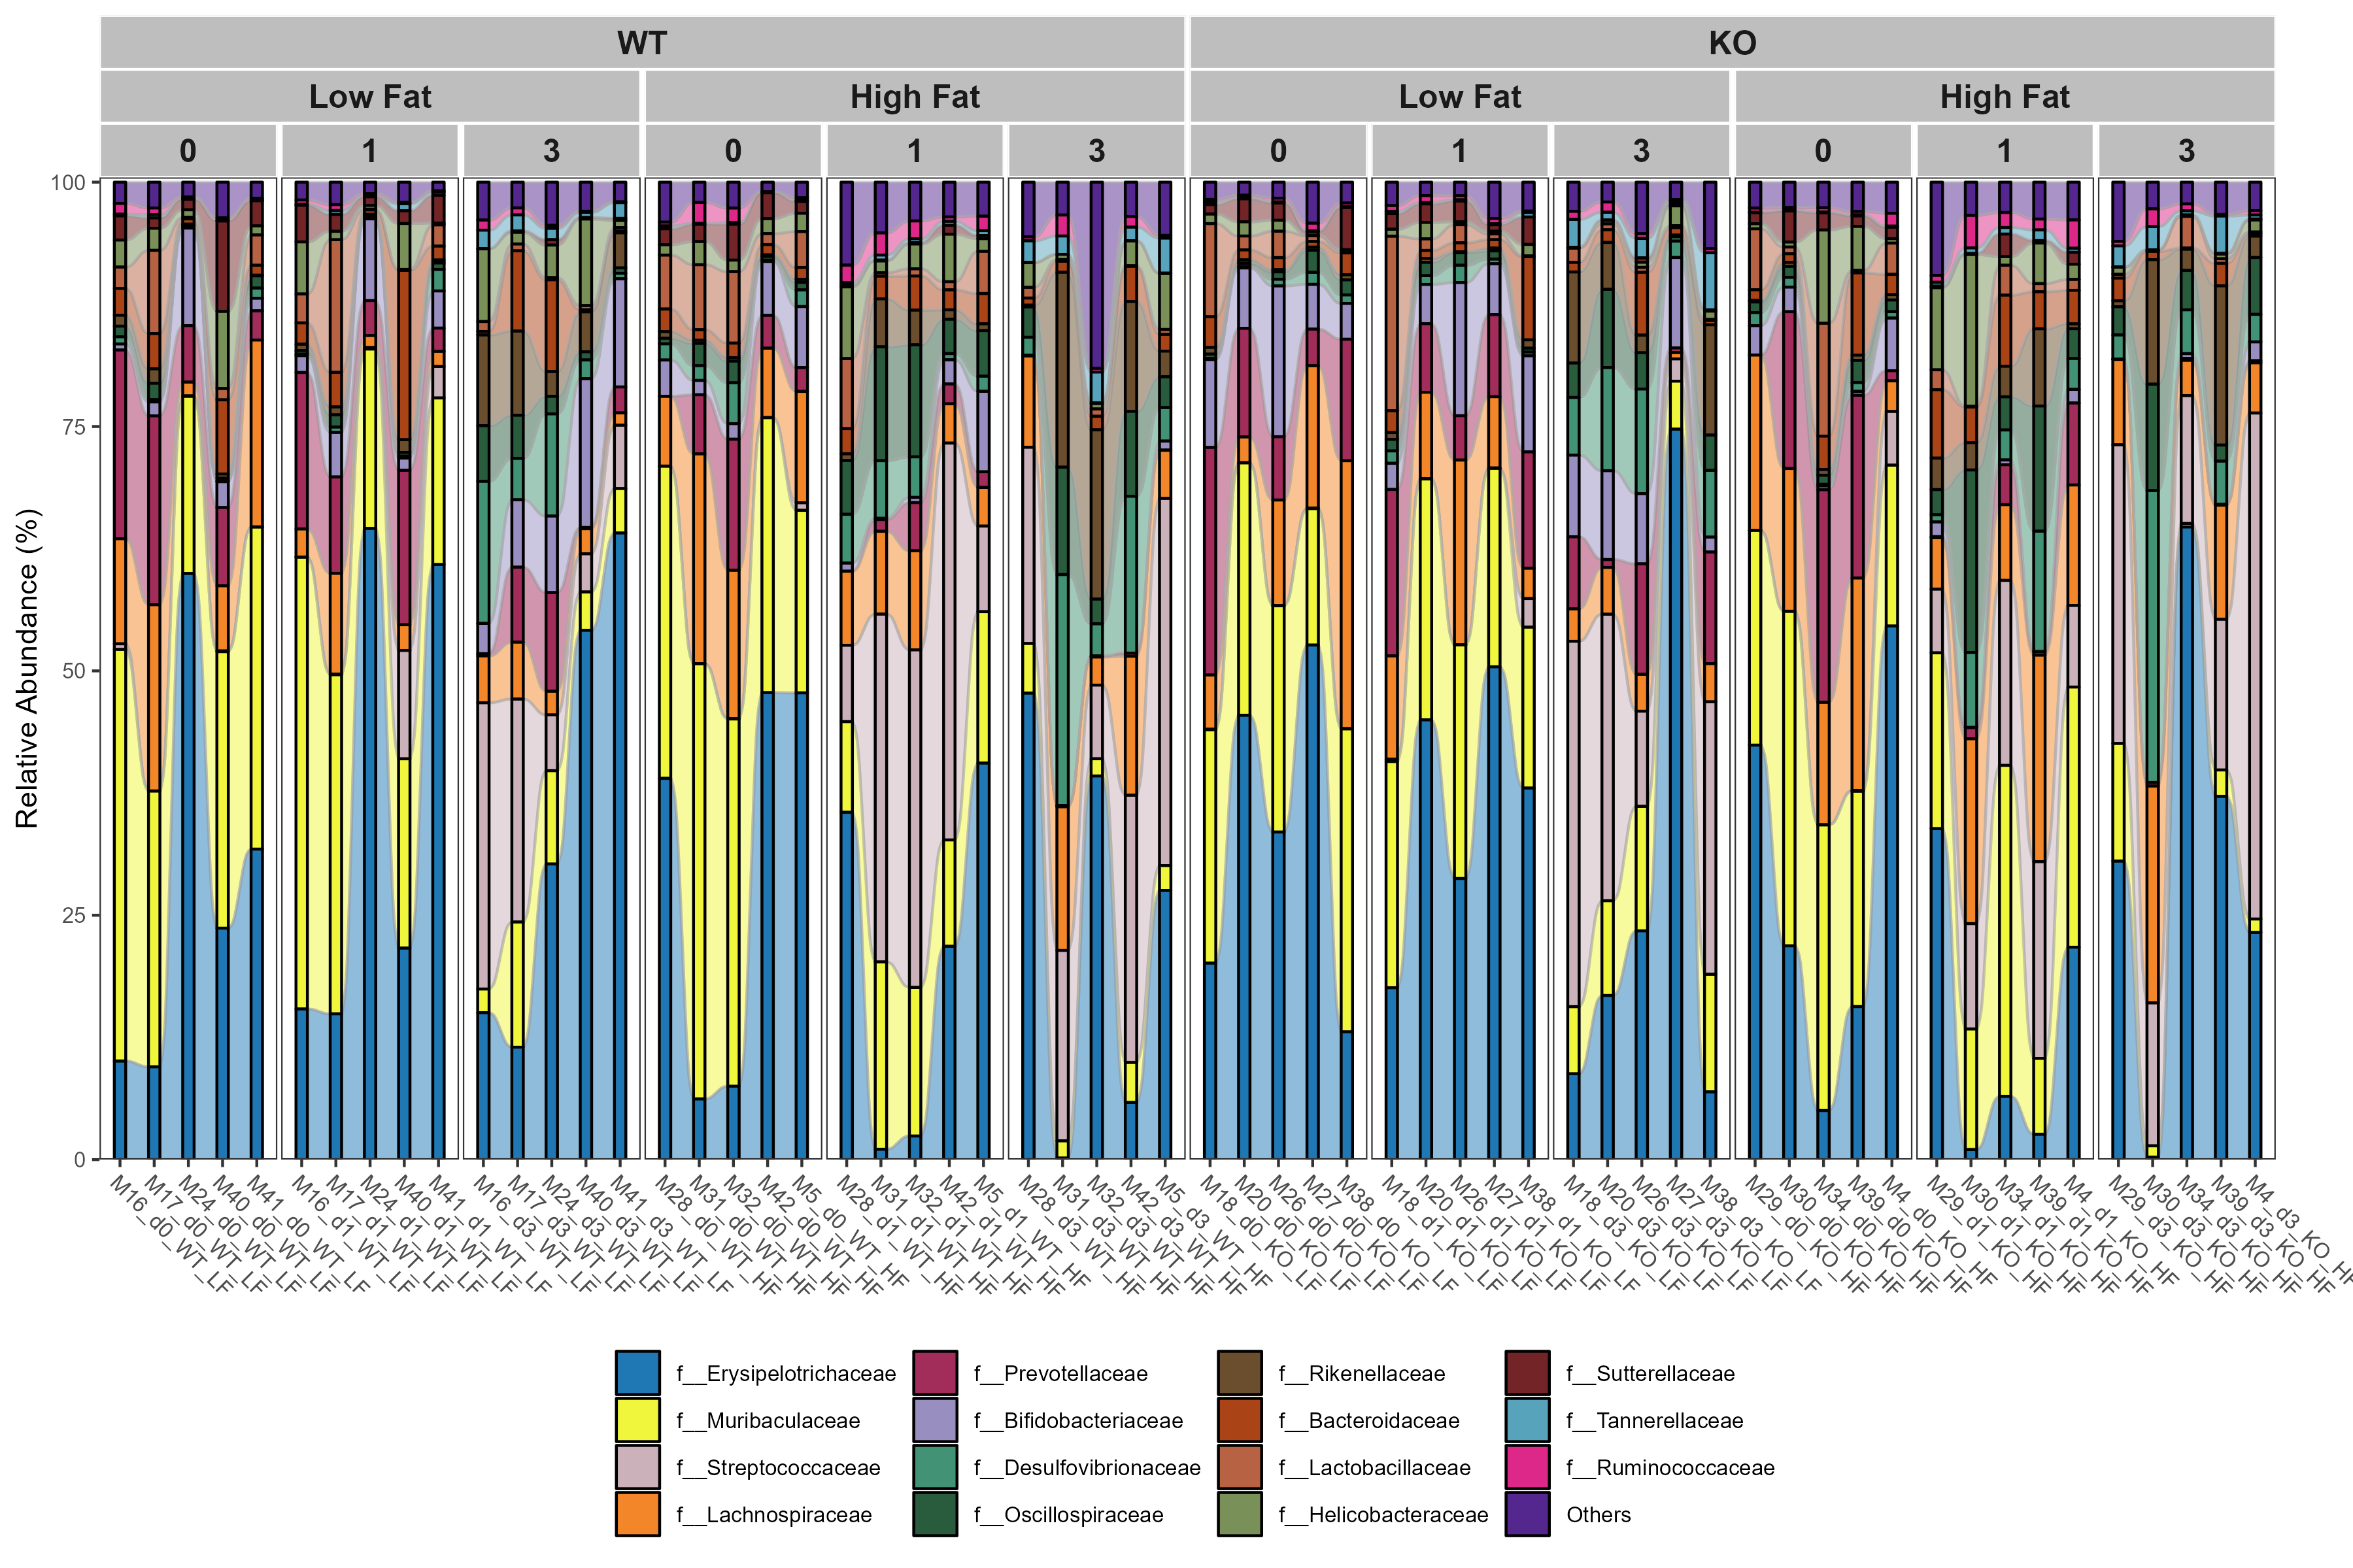 WT KO
Low Fat High Fat Low Fat High Fat
0 1 3 0 1 3 0 1 3 0 1 3
100
75
50
25
0
Relative Abundance (%)
M16_d0_WT_LF
M17_d0_WT_LF
M24_d0_WT_LF
M40_d0_WT_LF
M41_d0_WT_LF
M16_d1_WT_LF
M17_d1_WT_LF
M24_d1_WT_LF
M40_d1_WT_LF
M41_d1_WT_LF
M16_d3_WT_LF
M17_d3_WT_LF
M24_d3_WT_LF
M40_d3_WT_LF
M41_d3_WT_LF
M28_d0_WT_HF
M31_d0_WT_HF
M32_d0_WT_HF
M42_d0_WT_HF
M5_d0_WT_HF
M28_d1_WT_HF
M31_d1_WT_HF
M32_d1_WT_HF
M42_d1_WT_HF
M5_d1_WT_HF
M28_d3_WT_HF
M31_d3_WT_HF
M32_d3_WT_HF
M42_d3_WT_HF
M5_d3_WT_HF
M18_d0_KO_LF
M20_d0_KO_LF
M26_d0_KO_LF
M27_d0_KO_LF
M38_d0_KO_LF
M18_d1_KO_LF
M20_d1_KO_LF
M26_d1_KO_LF
M27_d1_KO_LF
M38_d1_KO_LF
M18_d3_KO_LF
M20_d3_KO_LF
M26_d3_KO_LF
M27_d3_KO_LF
M38_d3_KO_LF
M29_d0_KO_HF
M30_d0_KO_HF
M34_d0_KO_HF
M39_d0_KO_HF
M4_d0_KO_HF
M29_d1_KO_HF
M30_d1_KO_HF
M34_d1_KO_HF
M39_d1_KO_HF
M4_d1_KO_HF
M29_d3_KO_HF
M30_d3_KO_HF
M34_d3_KO_HF
M39_d3_KO_HF
M4_d3_KO_HF
f__Erysipelotrichaceae f__Prevotellaceae f__Rikenellaceae f__Sutterellaceae
f__Muribaculaceae f__Bifidobacteriaceae f__Bacteroidaceae f__Tannerellaceae
f__Streptococcaceae f__Desulfovibrionaceae f__Lactobacillaceae f__Ruminococcaceae
f__Lachnospiraceae f__Oscillospiraceae f__Helicobacteraceae Others